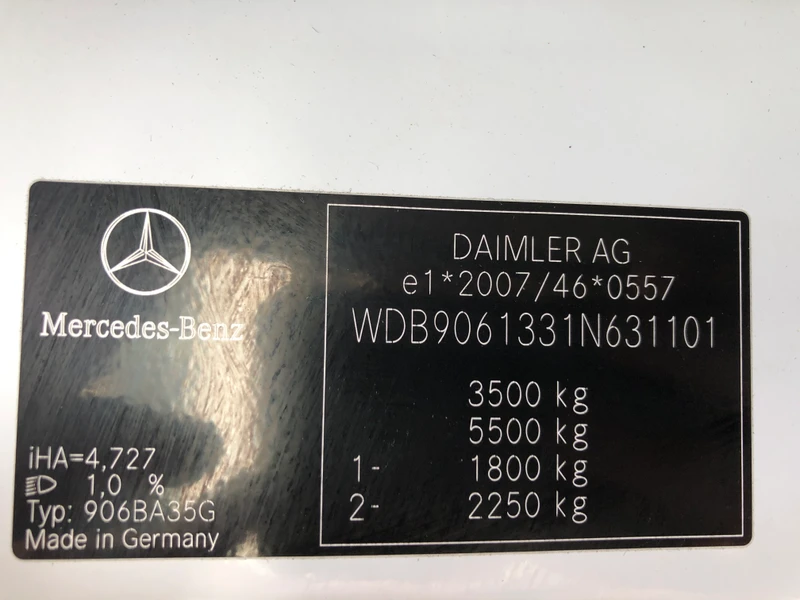 Mercedes-Benz
iHA=4,727
1,0 %
Typ: 906BA35G
Made in Germany
DAIMLER AG
e1*2007/46*0557
WDB9061331N631101
3500 kg
5500 kg
1- 1800 kg
2- 2250 kg